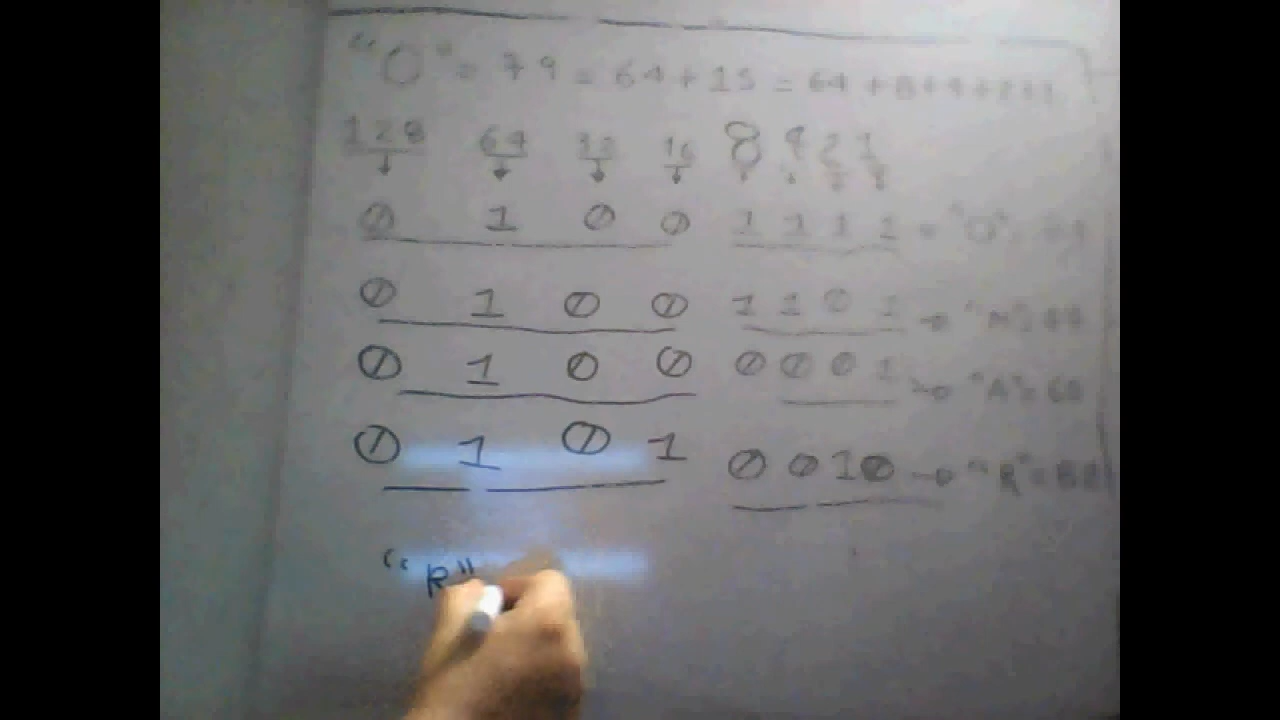 "O" = 79 = 64 + 15 = 64 + 8+4+2+1
128 64 32 16 8 4 2 1
0 1 0 0 1 1 1 1 = "O" = 79
0 1 0 0 1 1 0 1 →
0 1 0 0 0 0 0 1 → "A" =
0 1 0 1 0 0 1 0 → "R" = 82
"R"